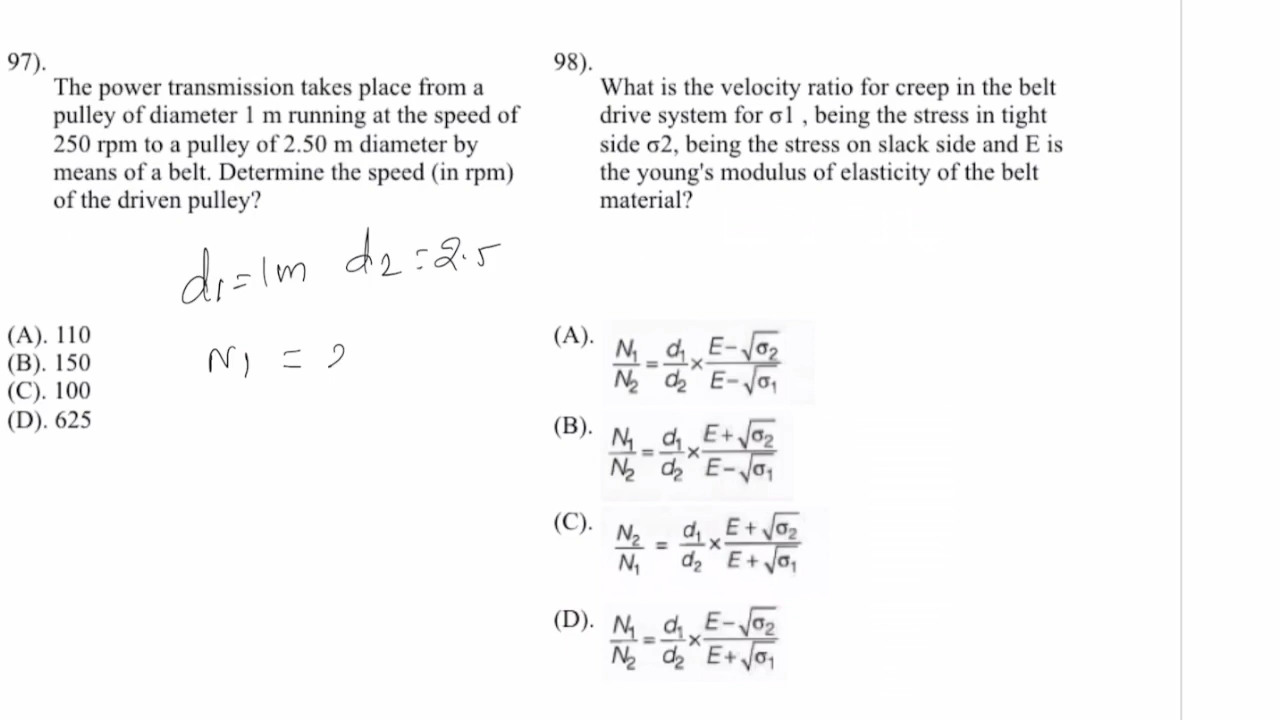 97).
The power transmission takes place from a
pulley of diameter 1 m running at the speed of
250 rpm to a pulley of 2.50 m diameter by
means of a belt. Determine the speed (in rpm)
of the driven pulley?
d1 = 1m d2 = 2.5
N1 = 2
(A). 110
(B). 150
(C). 100
(D). 625
98).
What is the velocity ratio for creep in the belt
drive system for σ1 , being the stress in tight
side σ2, being the stress on slack side and E is
the young's modulus of elasticity of the belt
material?
(A). N₁/N₂ = d₁/d₂ × E-√σ₂/E-√σ₁
(B). N₁/N₂ = d₁/d₂ × E+√σ₂/E-√σ₁
(C). N₂/N₁ = d₁/d₂ × E+√σ₂/E+√σ₁
(D). N₁/N₂ = d₁/d₂ × E-√σ₂/E+√σ₁